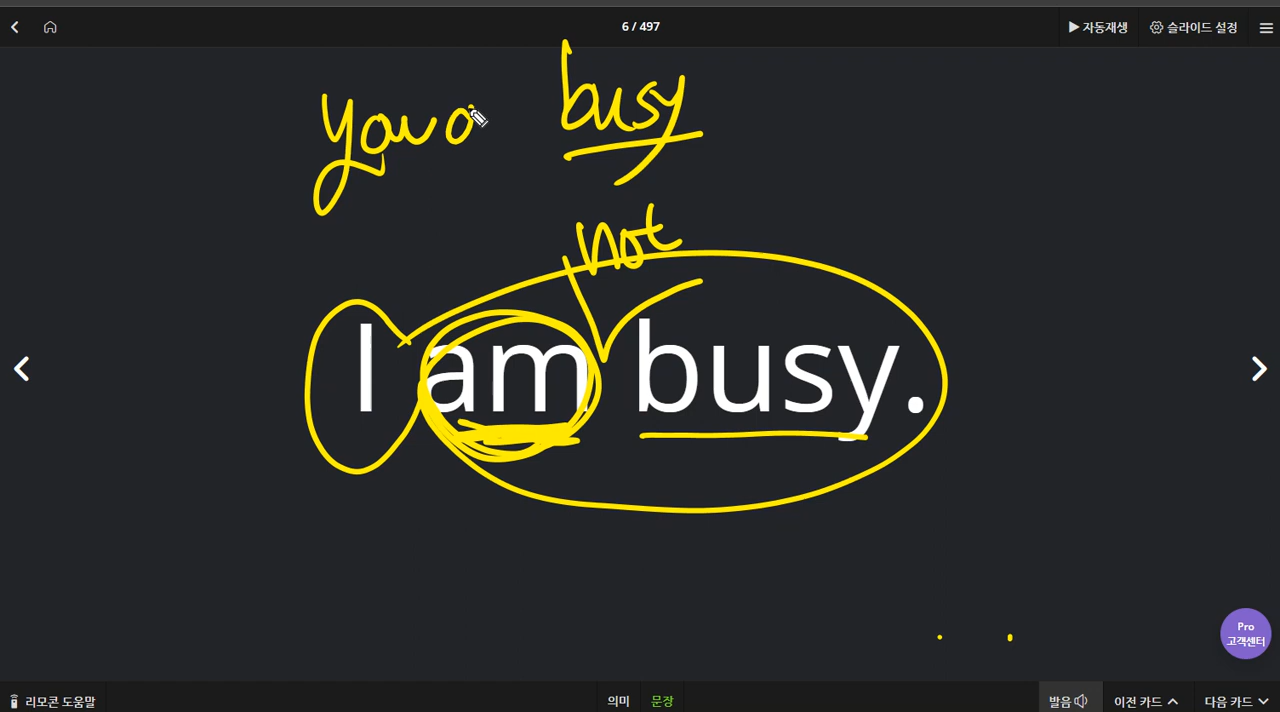 6 / 497
자동재생
슬라이드 설정
busy
not
I am busy.
Pro
고객센터
리모콘 도움말
의미
문장
발음
이전 카드
다음 카드